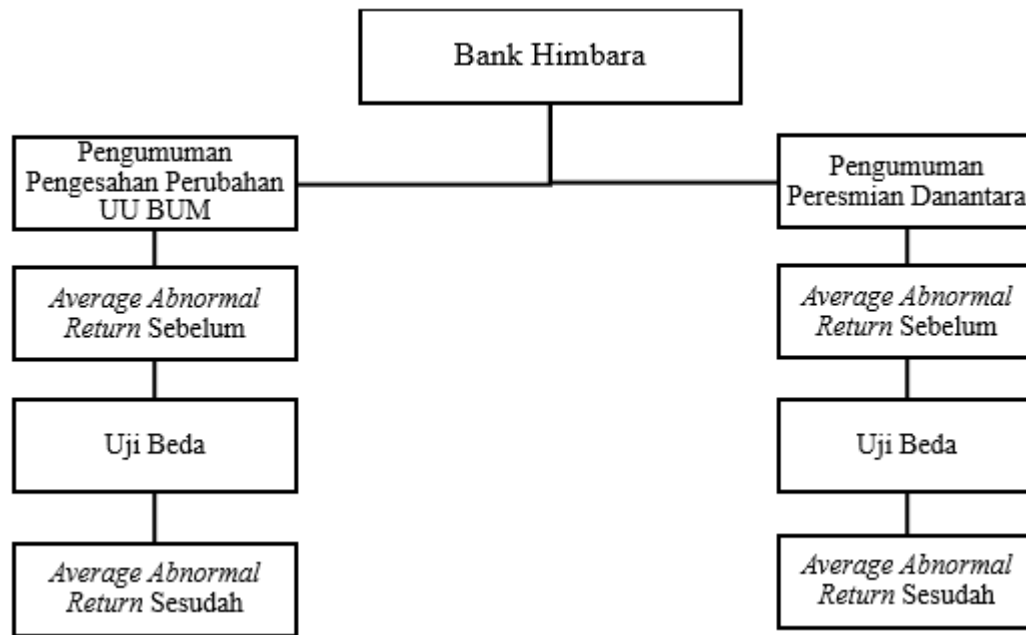 Bank Himbara
Pengumuman
Pengesahan Perubahan
UU BUM
Average Abnormal
Return Sebelum
Uji Beda
Average Abnormal
Return Sesudah
Pengumuman
Peresmian Danantara
Average Abnormal
Return Sebelum
Uji Beda
Average Abnormal
Return Sesudah